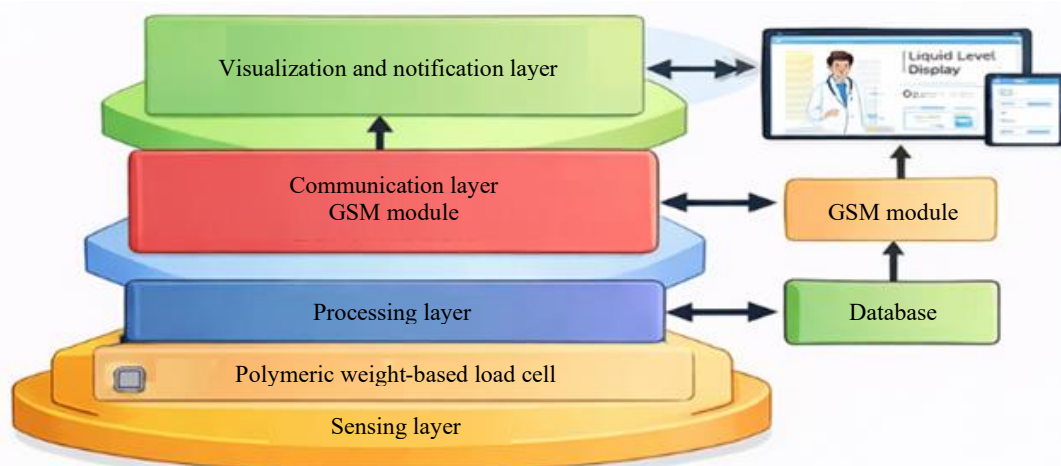 Visualization and notification layer
Liquid Level
Display
Communication layer
GSM module
GSM module
Processing layer
Database
Polymeric weight-based load cell
Sensing layer